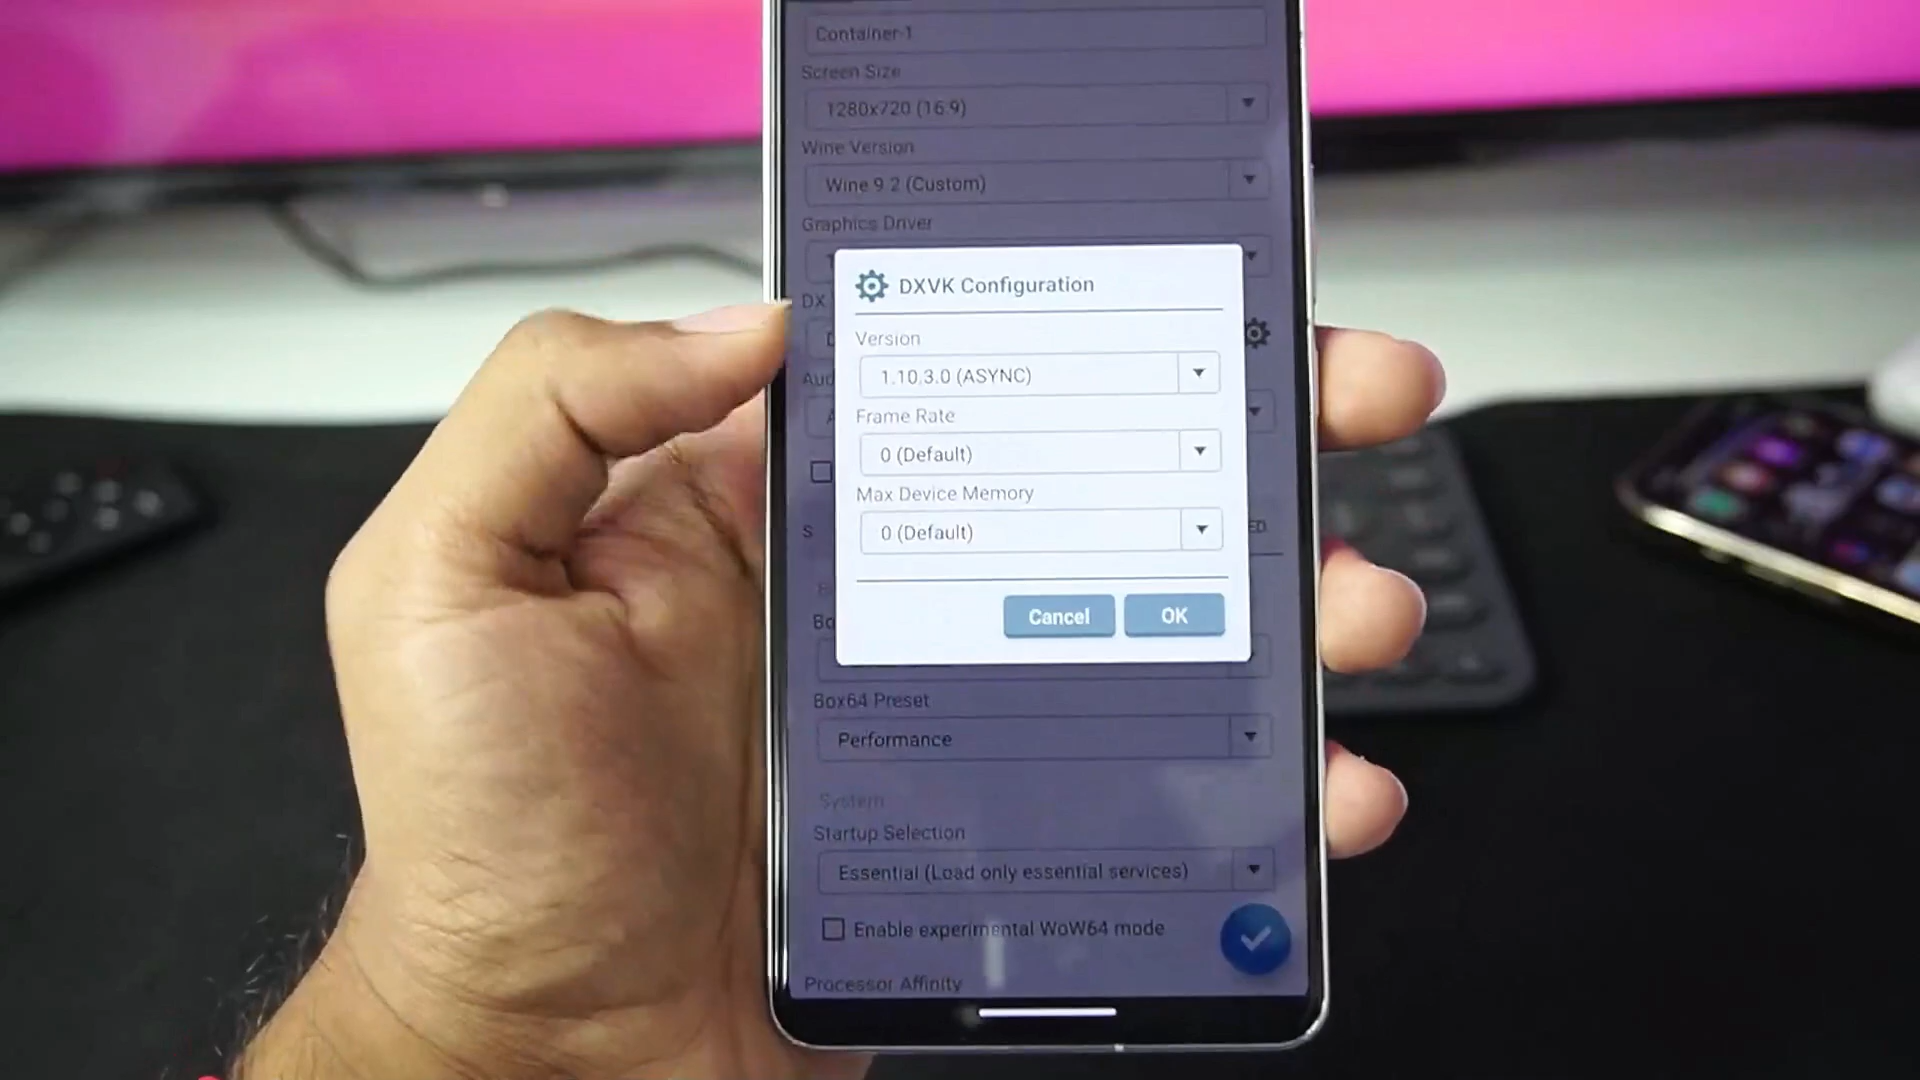 Container-1
Screen Size
1280x720 (16:9)
Wine Version
Wine 9.2 (Custom)
Graphics Driver
DX
DXVK Configuration
Version
1.10.3.0 (ASYNC)
Frame Rate
0 (Default)
Max Device Memory
0 (Default)
Cancel
OK
Box64 Preset
Performance
System
Startup Selection
Essential (Load only essential services)
Enable experimental WoW64 mode
Processor Affinity